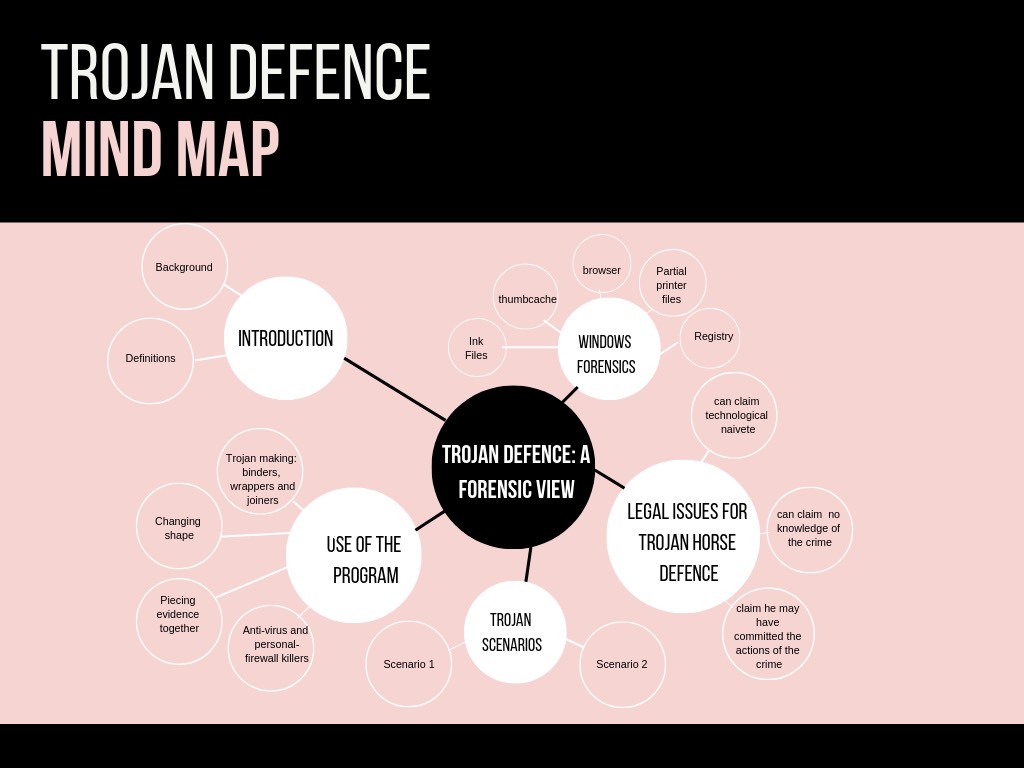 TROJAN DEFENCE
MIND MAP
Background
Definitions
INTRODUCTION
Ink
Files
thumbcache
browser
Partial
printer
files
Registry
WINDOWS
FORENSICS
TROJAN DEFENCE: A
FORENSIC VIEW
can claim
technological
naivete
LEGAL ISSUES FOR
TROJAN HORSE
DEFENCE
can claim no
knowledge of
the crime
claim he may
have
committed the
actions of the
crime
Trojan making:
binders,
wrappers and
joiners
Changing
shape
USE OF THE
PROGRAM
Piecing
evidence
together
Anti-virus and
personal-
firewall killers
TROJAN
SCENARIOS
Scenario 1
Scenario 2